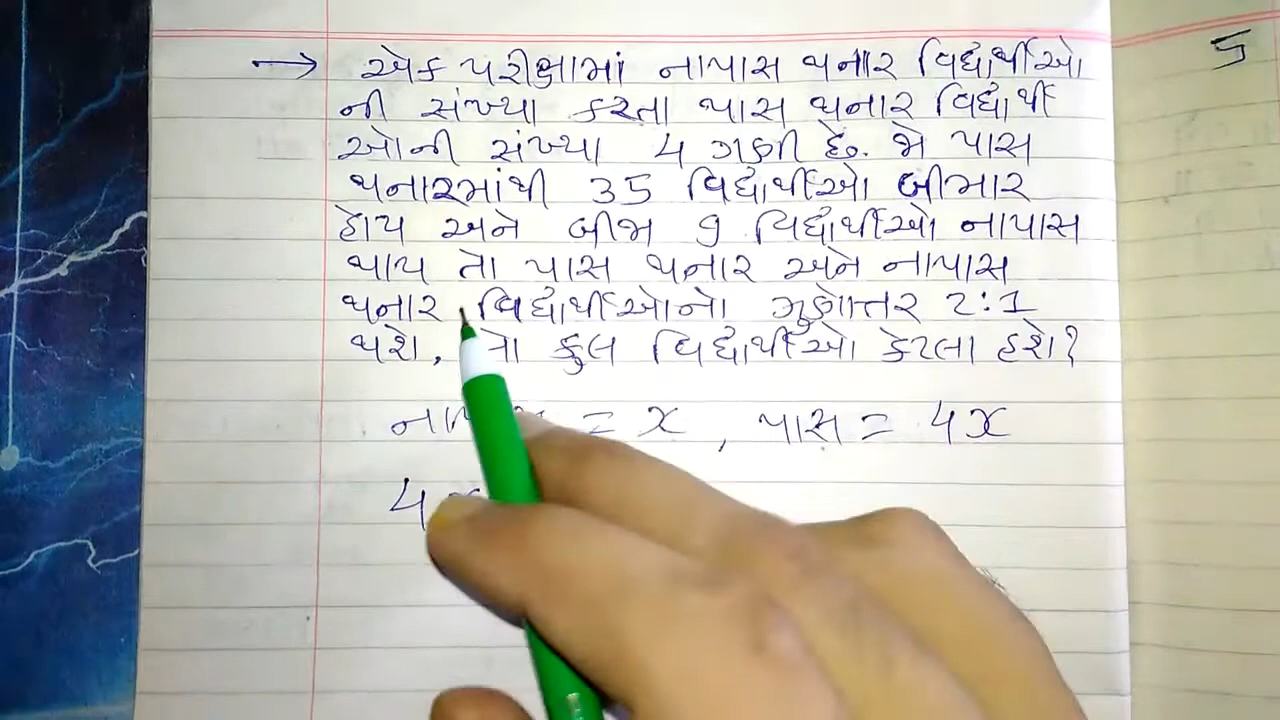 5
→ એક પરીક્ષામાં નાપાસ થનાર વિદ્યાર્થીઓ
ની સંખ્યા કરતા પાસ થનાર વિદ્યાર્થી
ઓની સંખ્યા 4 ગણી છે. જો પાસ
થનારમાંથી 35 વિદ્યાર્થીઓ બીમાર
હોય અને બીજા 9 વિદ્યાર્થીઓ નાપાસ
થાય તો પાસ થનાર અને નાપાસ
થનાર વિદ્યાર્થીઓનો ગુણોત્તર 2:1
થશે, તો કુલ વિદ્યાર્થીઓ કેટલા હશે?
= x , પાસ = 4x
4